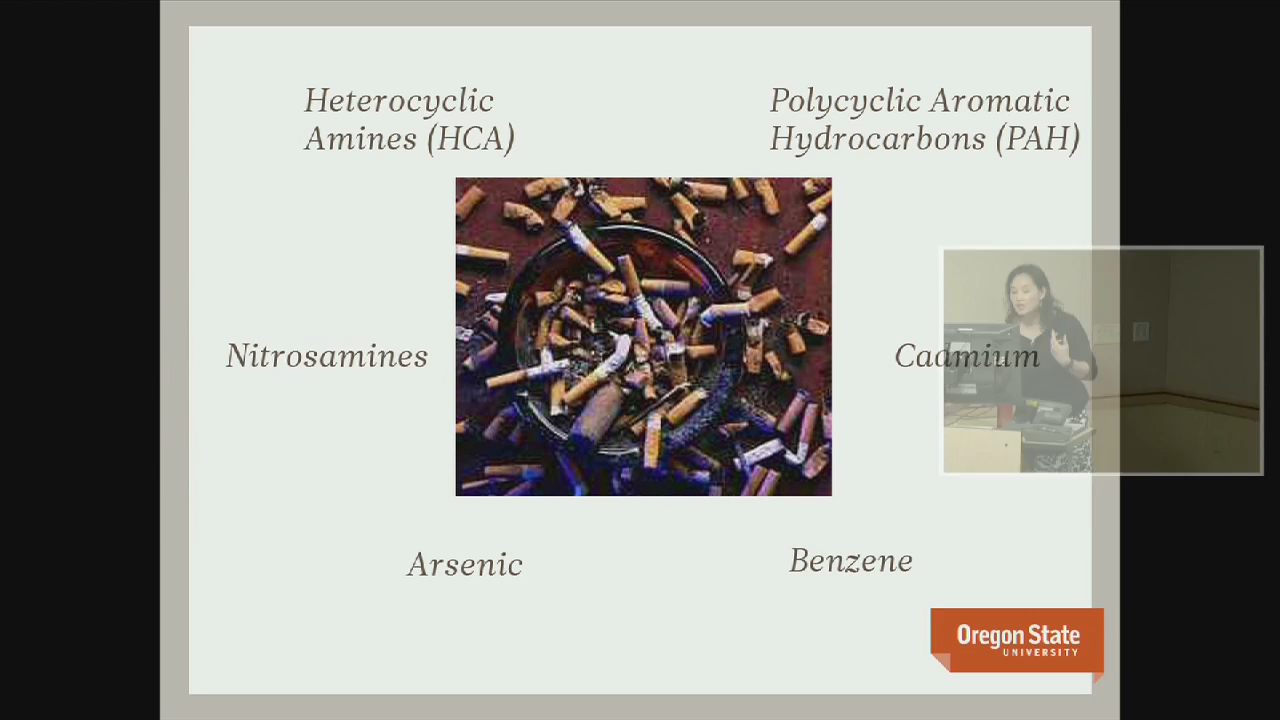 Heterocyclic
Amines (HCA)
Polycyclic Aromatic
Hydrocarbons (PAH)
Nitrosamines
Cadmium
Arsenic
Benzene
Oregon State
UNIVERSITY